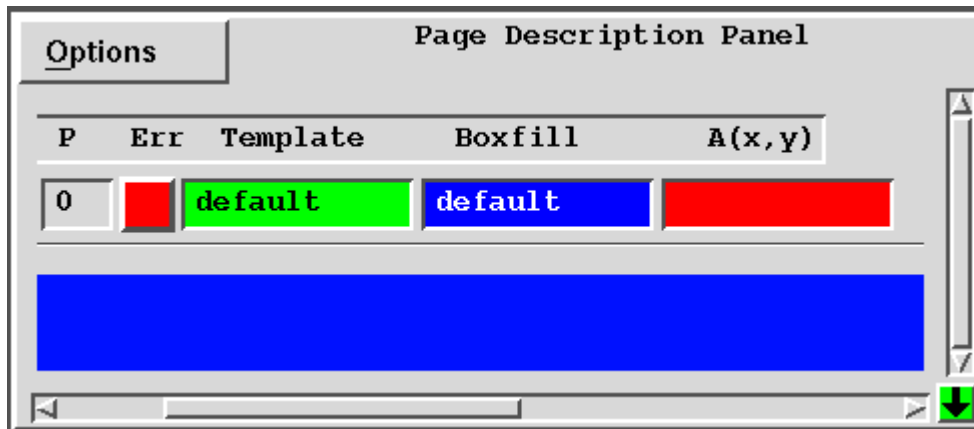 Options
Page Description Panel
P Err Template Boxfill A(x,y)
0 default default